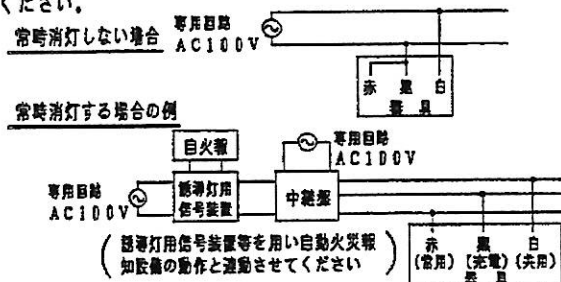 ください。
常時消灯しない場合
専用回路
AC100V
赤 黒 白
器具
常時消灯する場合の例
自火報
専用回路
AC100V
専用回路
AC100V
誘導灯用
信号装置
中継盤
(誘導灯用信号装置等を用い自動火災報
知設備の動作と連動させてください)
赤 黒 白
(常用) (充電) (共用)
器具